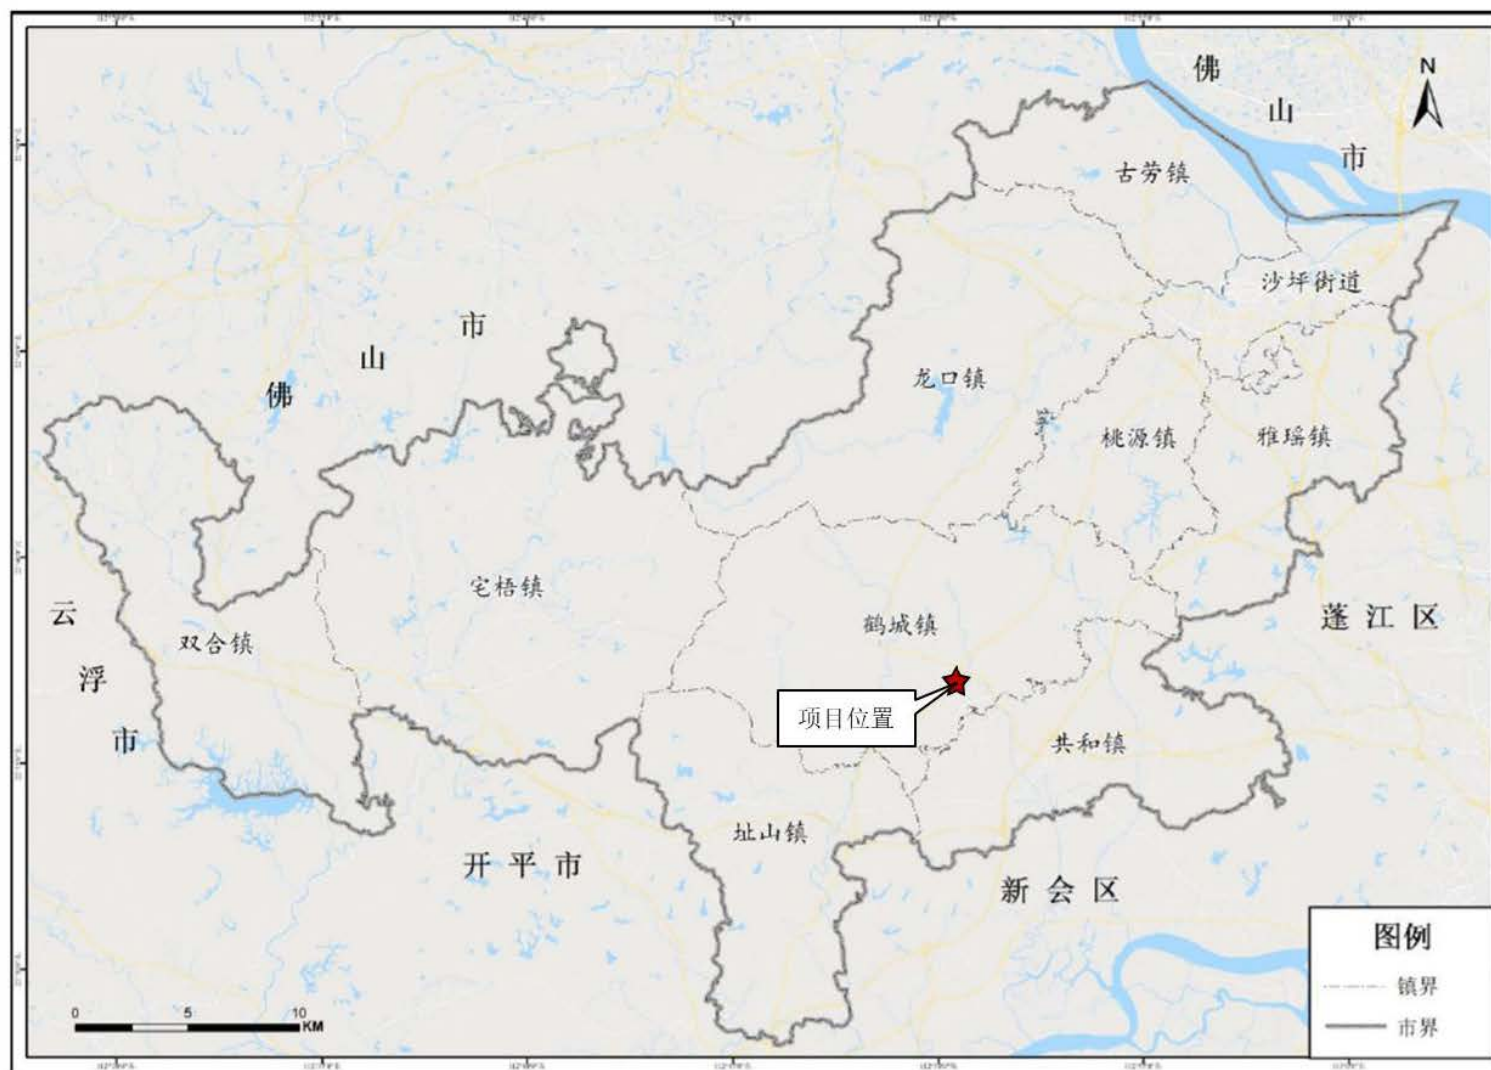 佛山市
N
古劳镇
沙坪街道
佛山市
龙口镇
桃源镇
雅瑶镇
宅梧镇
云浮市
双合镇
鹤城镇
蓬江区
项目位置
共和镇
址山镇
开平市
新会区
图例
镇界
市界
0 5 10
KM